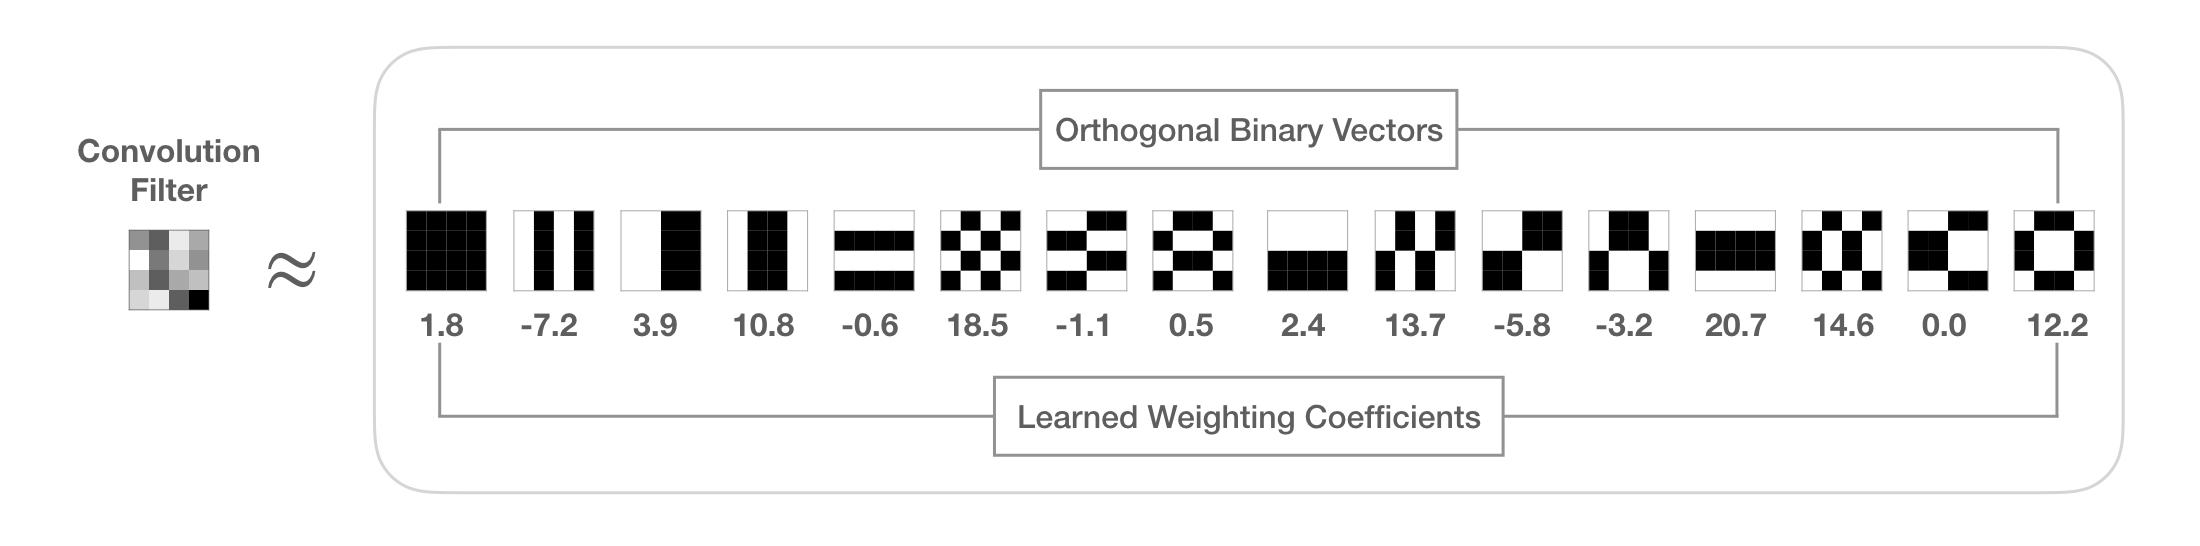 Orthogonal Binary Vectors
Convolution
Filter
≈
1.8 -7.2 3.9 10.8 -0.6 18.5 -1.1 0.5 2.4 13.7 -5.8 -3.2 20.7 14.6 0.0 12.2
Learned Weighting Coefficients